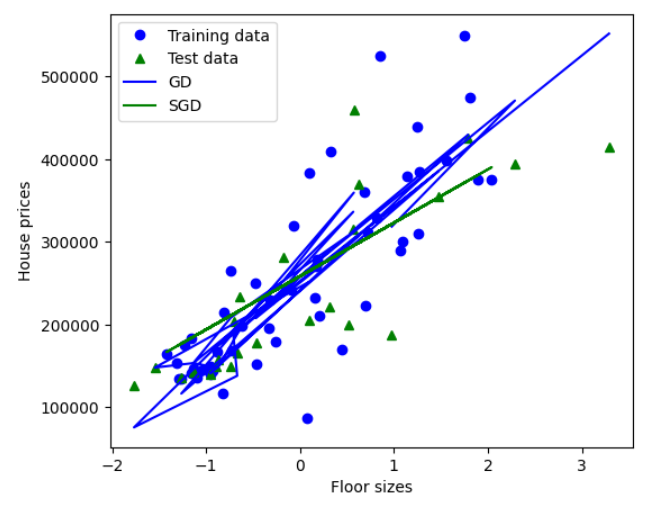 Training data
Test data
GD
SGD
500000
400000
300000
200000
100000
House prices
−2
−1
0
1
2
3
Floor sizes